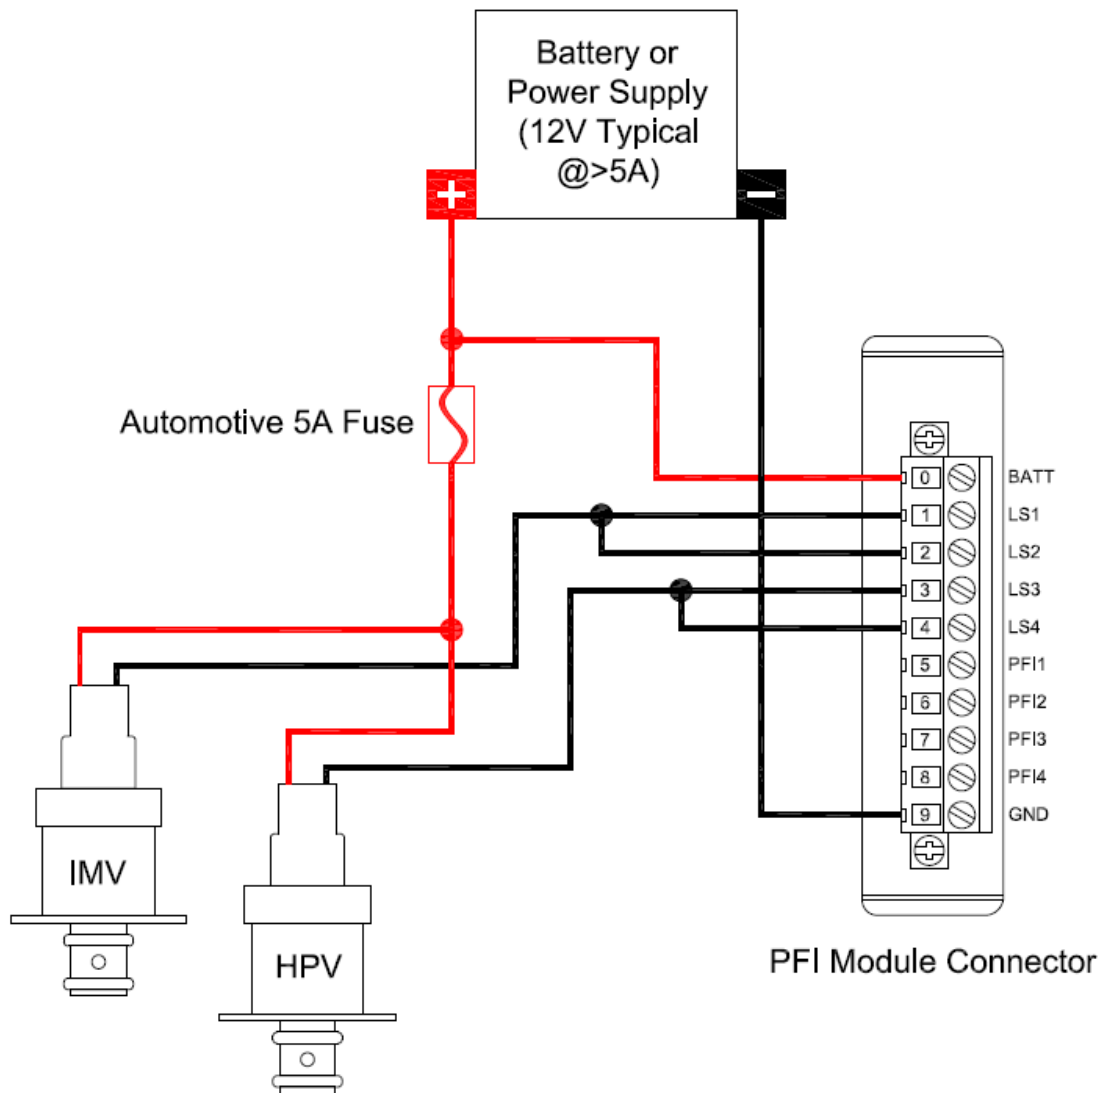 Battery or
Power Supply
(12V Typical
@>5A)
+
−
Automotive 5A Fuse
0 BATT
1 LS1
2 LS2
3 LS3
4 LS4
5 PFI1
6 PFI2
7 PFI3
8 PFI4
9 GND
IMV
HPV
PFI Module Connector